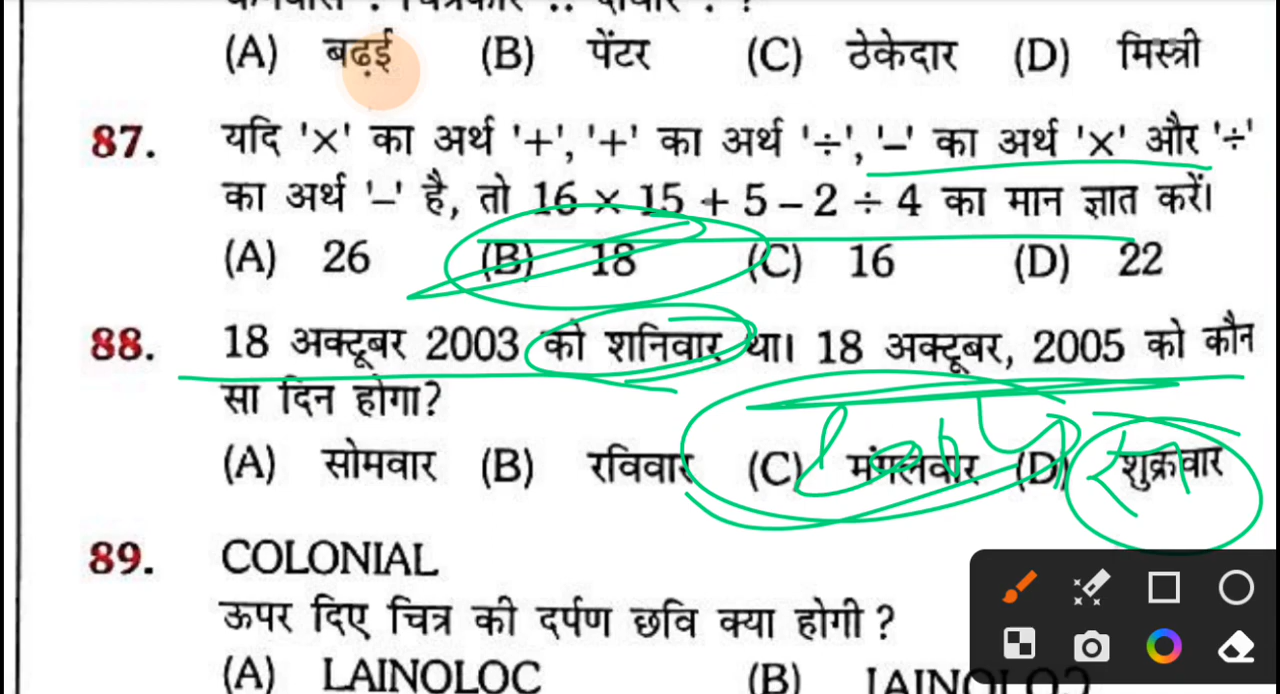 (A) बढ़ई (B) पेंटर (C) ठेकेदार (D) मिस्त्री
87. यदि '×' का अर्थ '+', '+' का अर्थ '÷', '–' का अर्थ '×' और '÷'
का अर्थ '–' है, तो 16 × 15 + 5 – 2 ÷ 4 का मान ज्ञात करें।
(A) 26 (B) 18 (C) 16 (D) 22
88. 18 अक्टूबर 2003 को शनिवार था। 18 अक्टूबर, 2005 को कौन
सा दिन होगा?
(A) सोमवार (B) रविवार (C) मंगलवार (D) शुक्रवार
89. COLONIAL
ऊपर दिए चित्र की दर्पण छवि क्या होगी ?
(A) LAINOLOC (B)